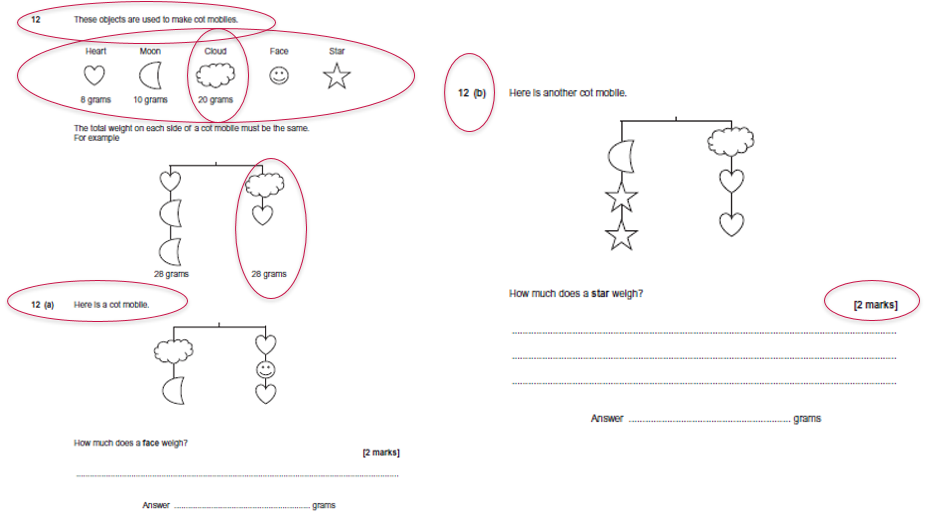 12 These objects are used to make cot mobiles.
Heart Moon Cloud Face Star
8 grams 10 grams 20 grams
The total weight on each side of a cot mobile must be the same.
For example
28 grams 28 grams
12 (a) Here is a cot mobile.
How much does a face weigh?
[2 marks]
Answer ........................................................ grams
12 (b) Here is another cot mobile.
How much does a star weigh?
[2 marks]
Answer ........................................................ grams